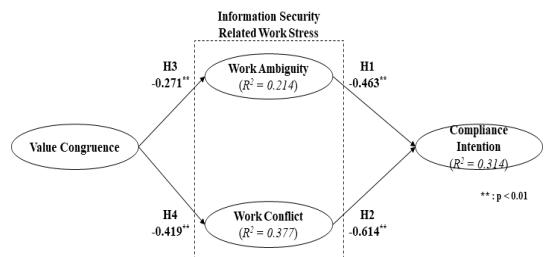 Information Security
Related Work Stress
H3
-0.271**
Work Ambiguity
(R² = 0.214)
H1
-0.463**
Value Congruence
Compliance
Intention
(R² = 0.314)
** : p < 0.01
H4
-0.419**
Work Conflict
(R² = 0.377)
H2
-0.614**